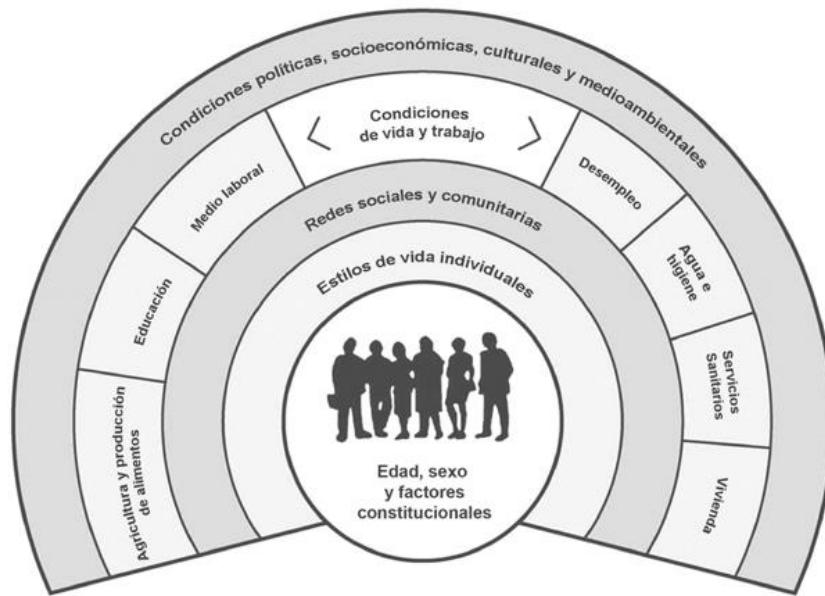 Condiciones políticas, socioeconómicas, culturales y medioambientales
Condiciones
de vida y trabajo
Agricultura y producción
de alimentos
Educación
Medio laboral
Desempleo
Agua e
higiene
Servicios
Sanitarios
Vivienda
Redes sociales y comunitarias
Estilos de vida individuales
Edad, sexo
y factores
constitucionales